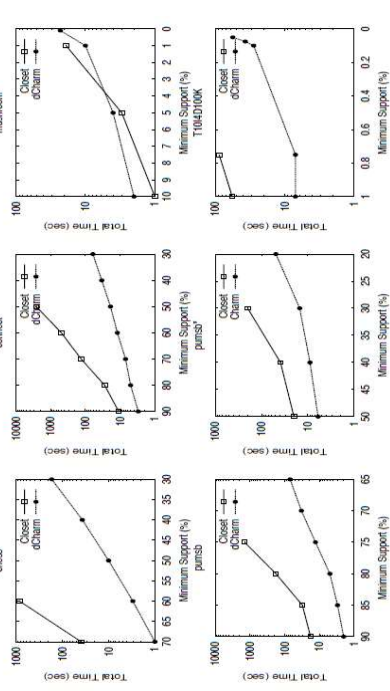 1000
100
10
1
Total Time (sec)
Closet
dCharm
70 65 60 55 50 45 40 35 30
Minimum Support (%)
10000
1000
100
10
1
Total Time (sec)
Closet
dCharm
90 80 70 60 50 40 30
Minimum Support (%)
mushroom
100
10
1
Total Time (sec)
Closet
dCharm
10 9 8 7 6 5 4 3 2 1 0
Minimum Support (%)
pumsb
10000
1000
100
10
1
Total Time (sec)
Closet
dCharm
90 85 80 75 70 65
Minimum Support (%)
pumsb*
1000
100
10
1
Total Time (sec)
Closet
dCharm
50 45 40 35 30 25 20
Minimum Support (%)
T10I4D100K
100
10
1
Total Time (sec)
Closet
dCharm
1 0.8 0.6 0.4 0.2 0
Minimum Support (%)